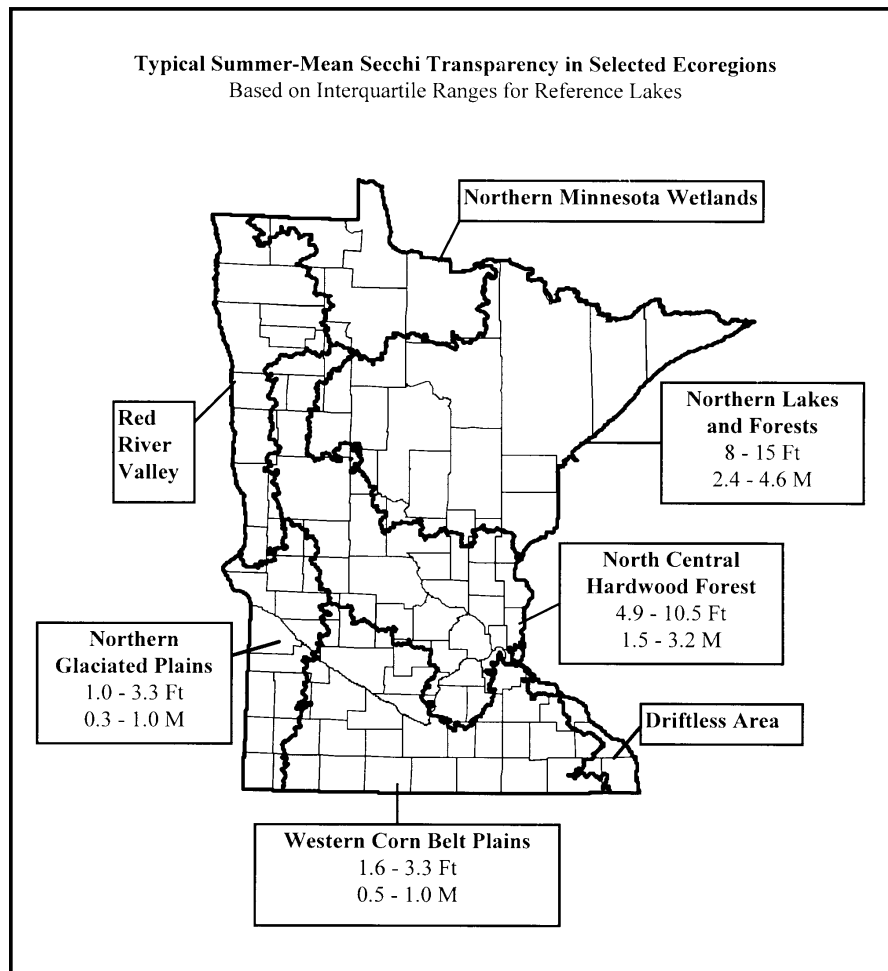 Typical Summer-Mean Secchi Transparency in Selected Ecoregions
Based on Interquartile Ranges for Reference Lakes
Northern Minnesota Wetlands
Red
River
Valley
Northern Lakes
and Forests
8 - 15 Ft
2.4 - 4.6 M
North Central
Hardwood Forest
4.9 - 10.5 Ft
1.5 - 3.2 M
Northern
Glaciated Plains
1.0 - 3.3 Ft
0.3 - 1.0 M
Driftless Area
Western Corn Belt Plains
1.6 - 3.3 Ft
0.5 - 1.0 M